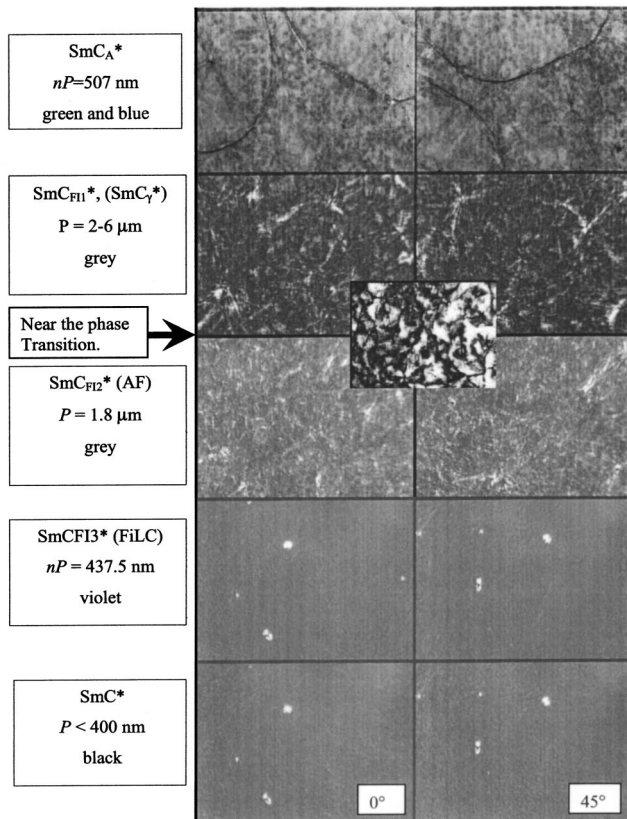 SmCA*
nP=507 nm
green and blue
SmCFI1*, (SmCγ*)
P = 2-6 μm
grey
Near the phase
Transition.
SmCFI2* (AF)
P = 1.8 μm
grey
SmCFI3* (FiLC)
nP = 437.5 nm
violet
SmC*
P < 400 nm
black
0°
45°